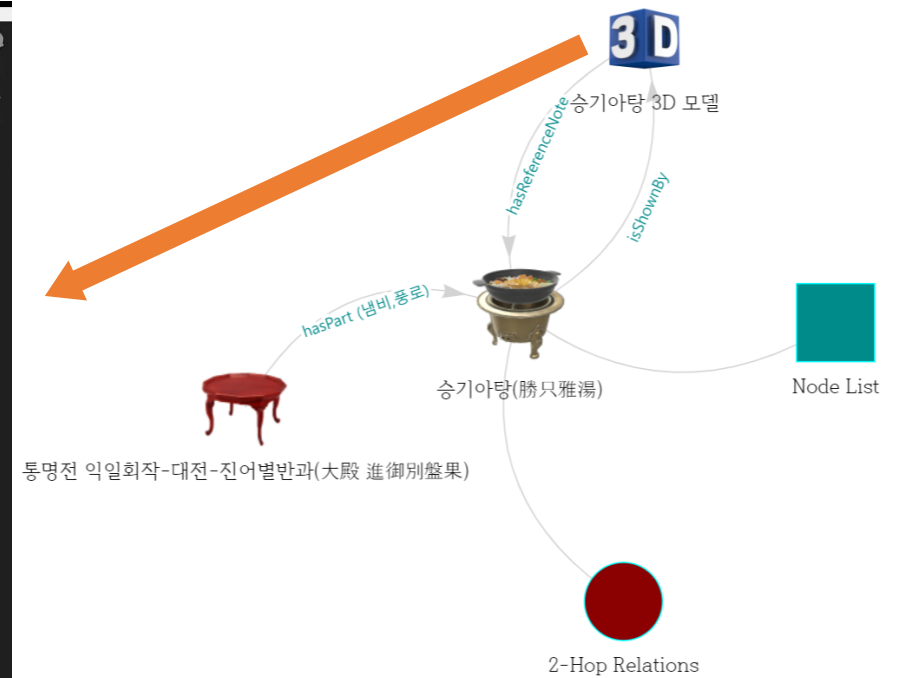 3D
승기아탕 3D 모델
hasReferenceNote
isShownBy
hasPart (냄비,풍로)
승기아탕(勝只雅湯)
Node List
통명전 익일회작-대전-진어별반과(大殿 進御別盤果)
2-Hop Relations